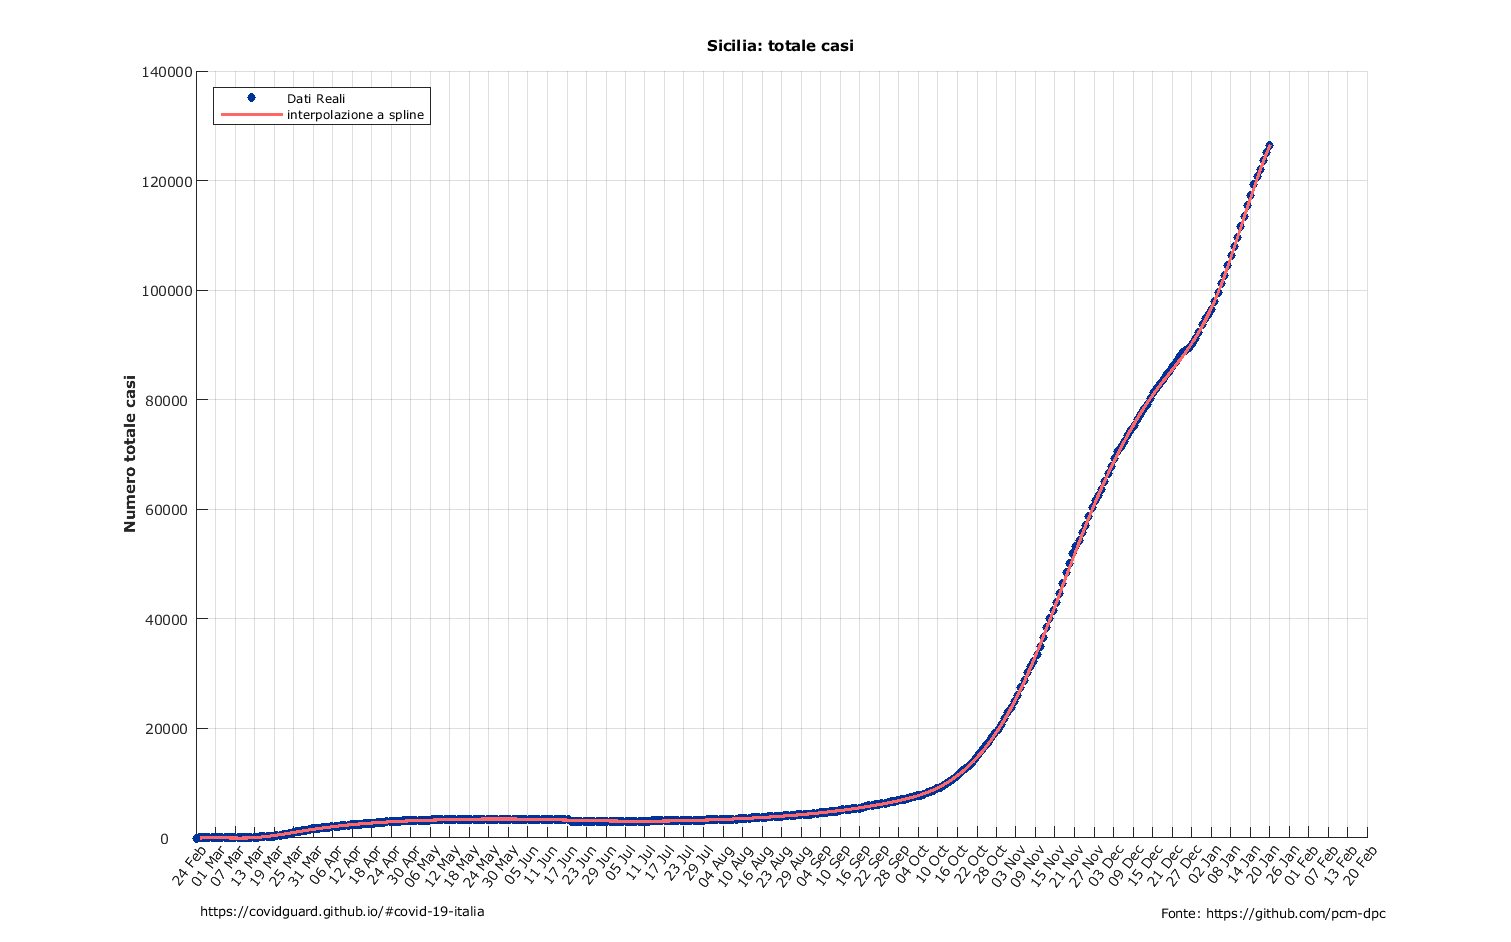 Sicilia: totale casi
Dati Reali
interpolazione a spline
Numero totale casi
140000
120000
100000
80000
60000
40000
20000
0
24 Feb
01 Mar
07 Mar
13 Mar
19 Mar
25 Mar
31 Mar
06 Apr
12 Apr
18 Apr
24 Apr
30 Apr
06 May
12 May
18 May
24 May
30 May
05 Jun
11 Jun
17 Jun
23 Jun
29 Jun
05 Jul
11 Jul
17 Jul
23 Jul
29 Jul
04 Aug
10 Aug
16 Aug
23 Aug
29 Aug
04 Sep
10 Sep
16 Sep
22 Sep
28 Sep
04 Oct
10 Oct
16 Oct
22 Oct
28 Oct
03 Nov
09 Nov
15 Nov
21 Nov
27 Nov
03 Dec
09 Dec
15 Dec
21 Dec
27 Dec
02 Jan
08 Jan
14 Jan
20 Jan
26 Jan
01 Feb
07 Feb
13 Feb
20 Feb
https://covidguard.github.io/#covid-19-italia
Fonte: https://github.com/pcm-dpc